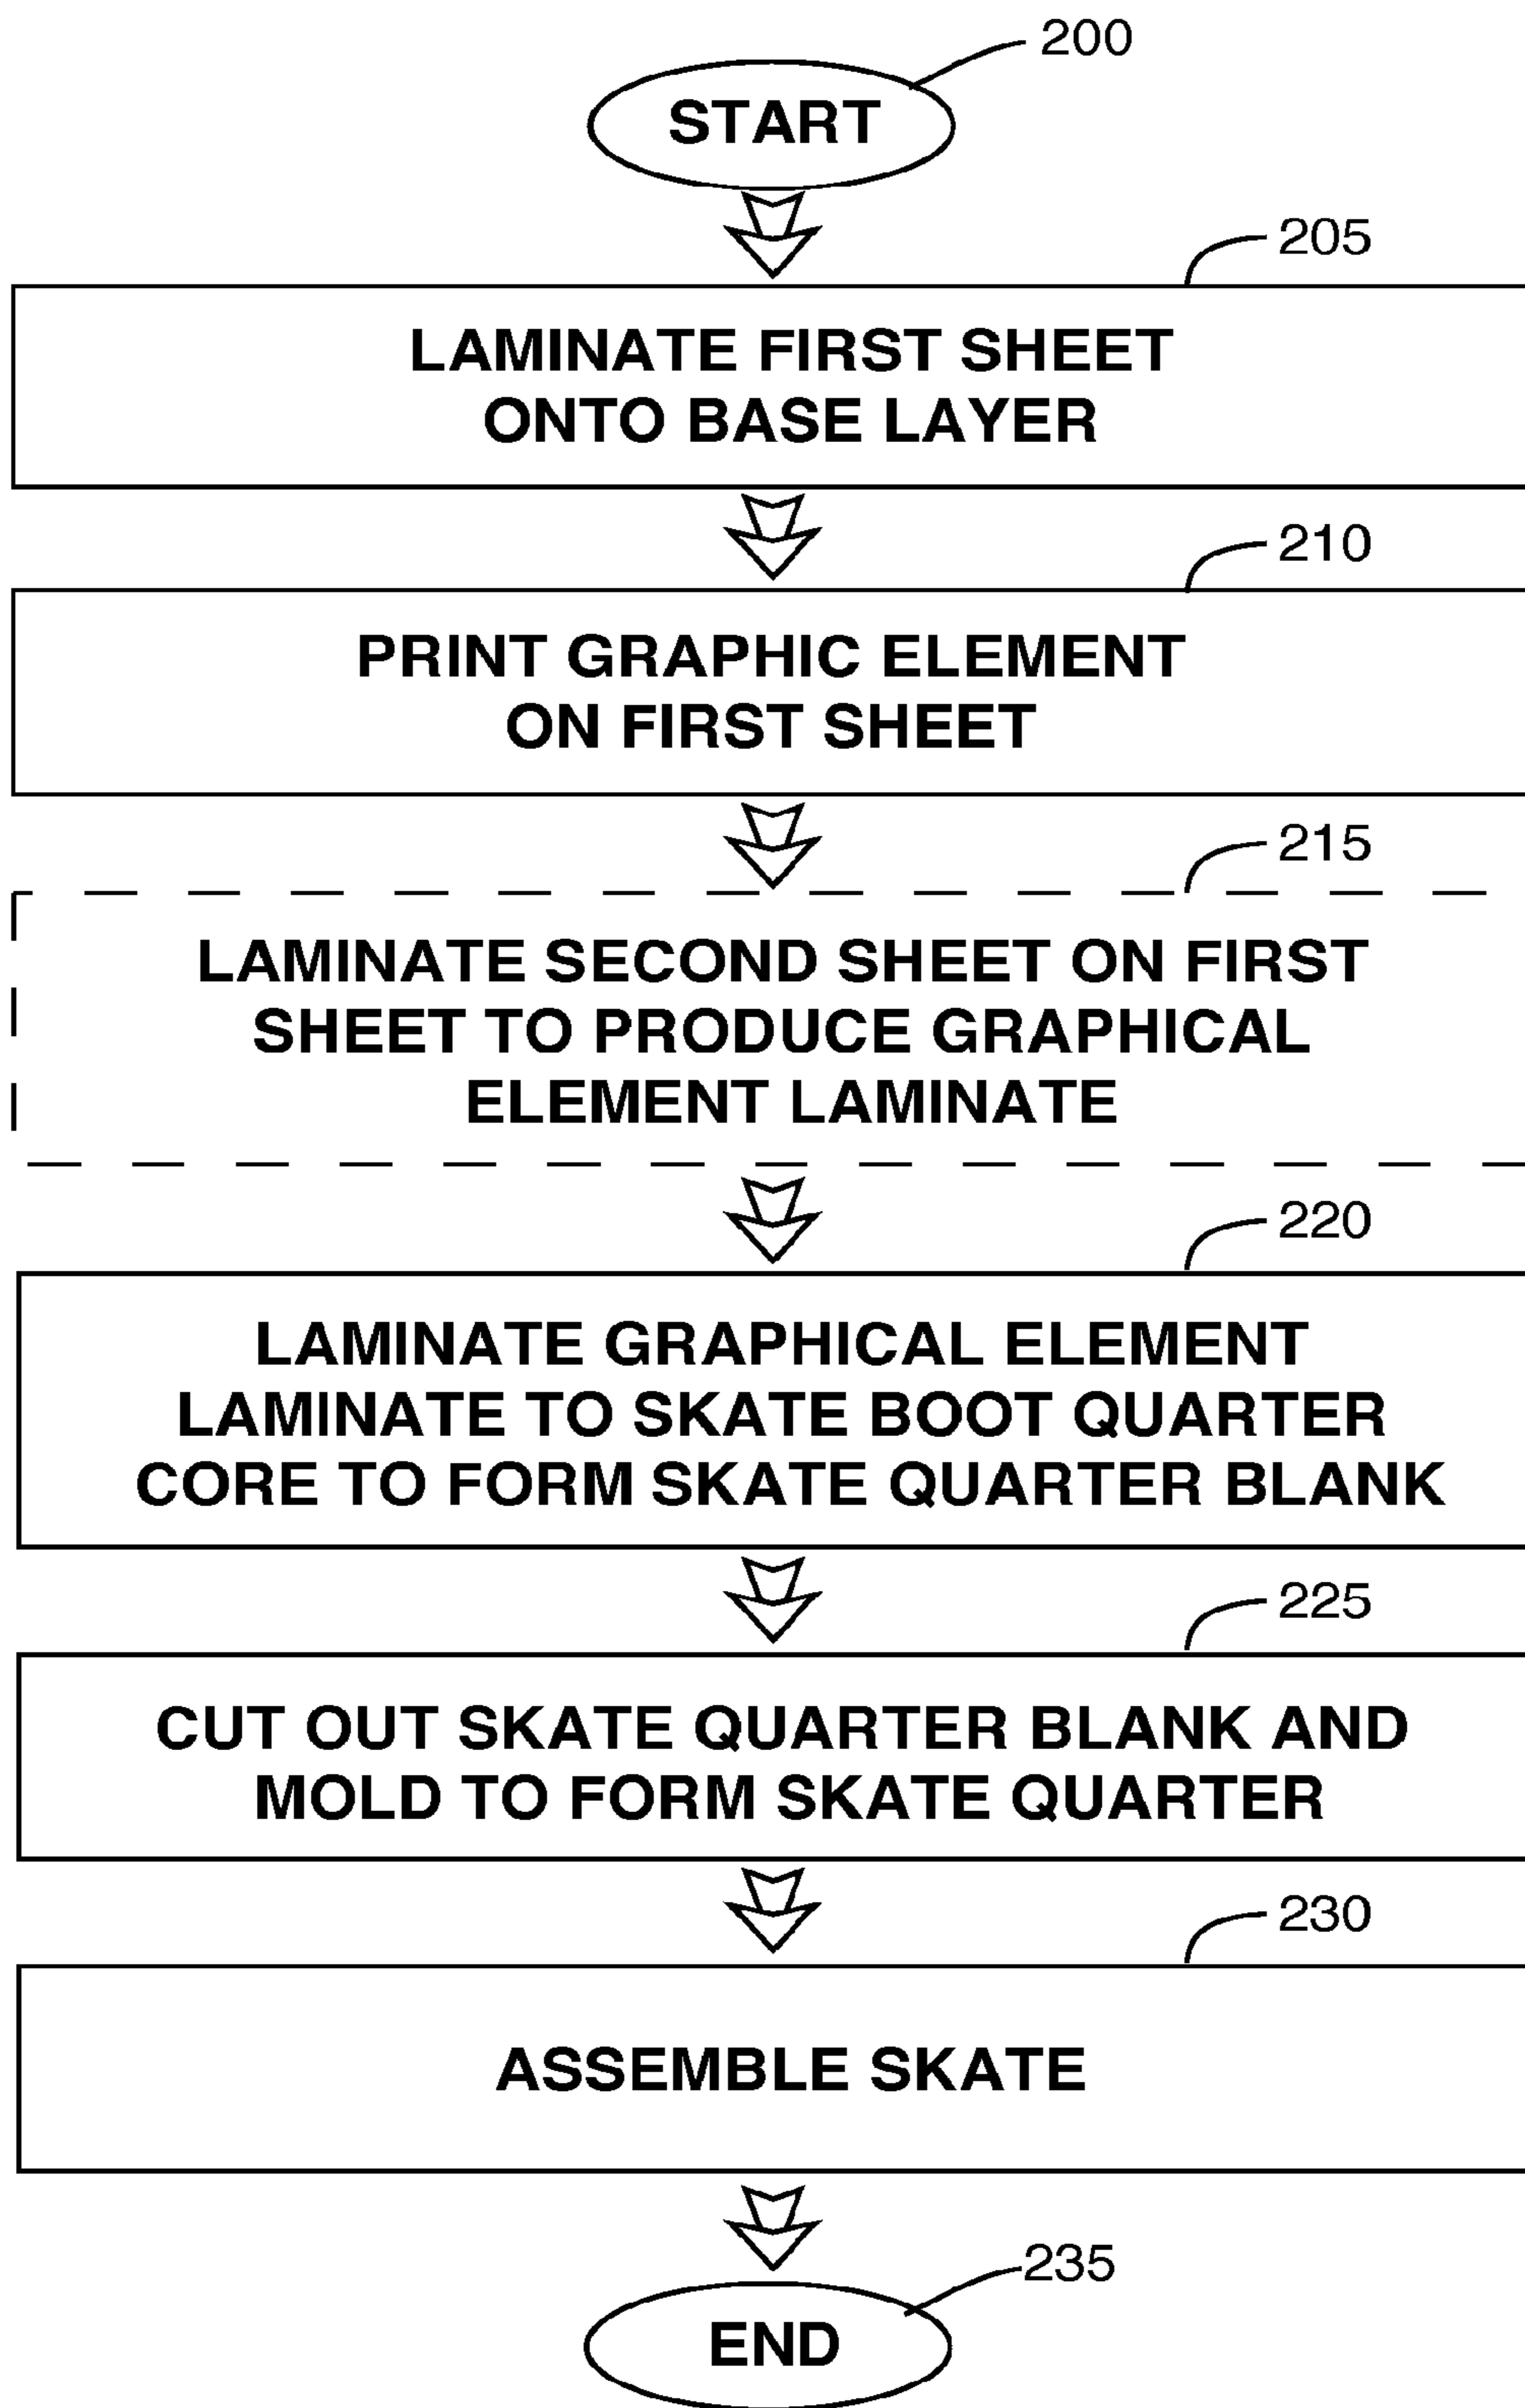 200
START
205
LAMINATE FIRST SHEET
ONTO BASE LAYER
210
PRINT GRAPHIC ELEMENT
ON FIRST SHEET
215
LAMINATE SECOND SHEET ON FIRST
SHEET TO PRODUCE GRAPHICAL
ELEMENT LAMINATE
220
LAMINATE GRAPHICAL ELEMENT
LAMINATE TO SKATE BOOT QUARTER
CORE TO FORM SKATE QUARTER BLANK
225
CUT OUT SKATE QUARTER BLANK AND
MOLD TO FORM SKATE QUARTER
230
ASSEMBLE SKATE
235
END